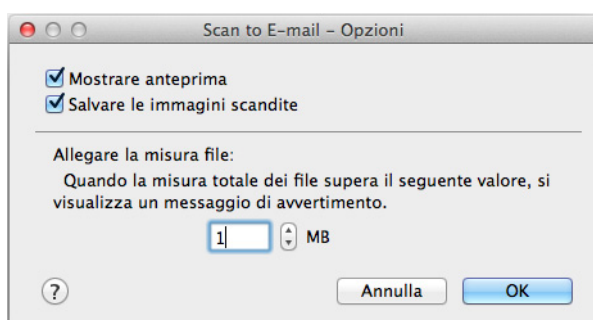 Scan to E-mail – Opzioni
Mostrare anteprima
Salvare le immagini scandite
Allegare la misura file:
Quando la misura totale dei file supera il seguente valore, si
visualizza un messaggio di avvertimento.
1 MB
? Annulla OK